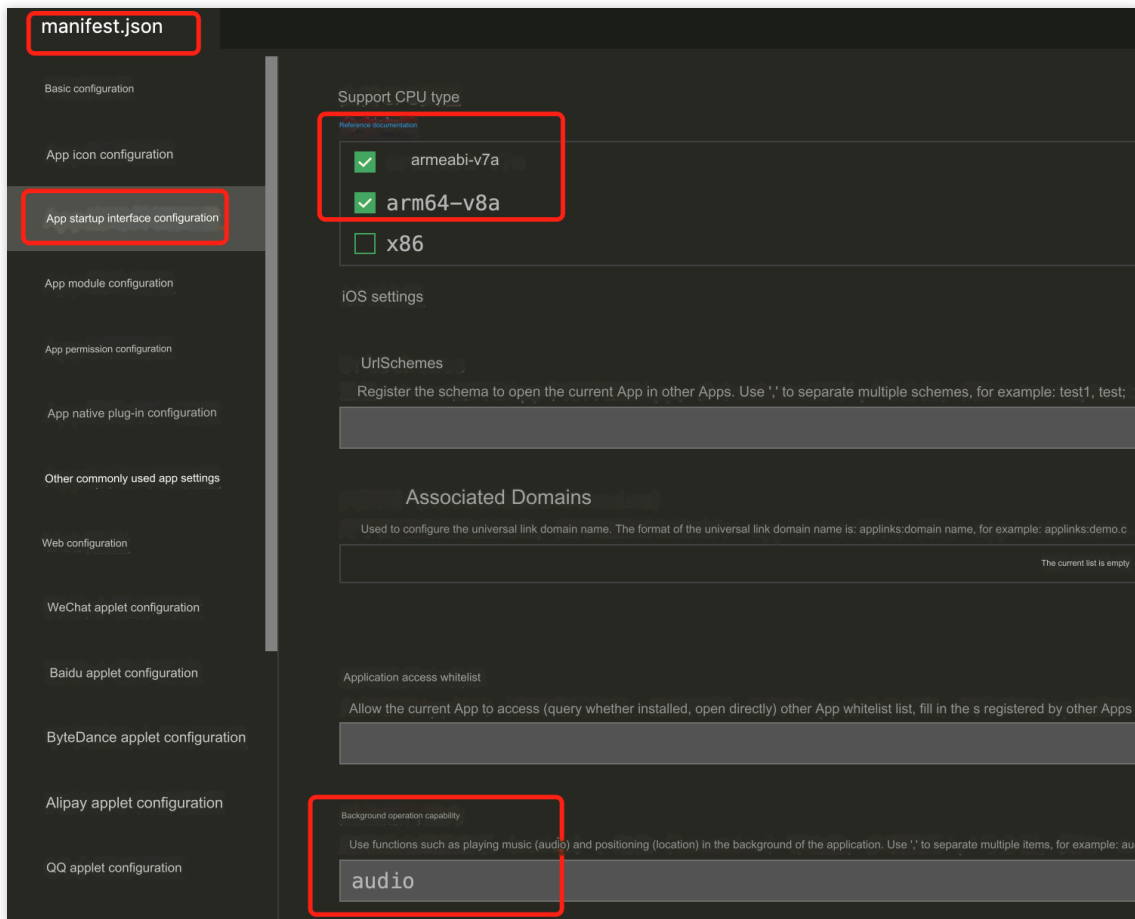 manifest.json
Basic configuration
App icon configuration
App startup interface configuration
App module configuration
App permission configuration
App native plug-in configuration
Other commonly used app settings
Web configuration
WeChat applet configuration
Baidu applet configuration
ByteDance applet configuration
Alipay applet configuration
QQ applet configuration
Support CPU type
Reference documentation
armeabi-v7a
arm64-v8a
x86
iOS settings
UrlSchemes
Register the schema to open the current App in other Apps. Use ',' to separate multiple schemes, for example: test1, test;
Associated Domains
Used to configure the universal link domain name. The format of the universal link domain name is: applinks:domain name, for example: applinks:demo.c
The current list is empty
Application access whitelist
Allow the current App to access (query whether installed, open directly) other App whitelist list, fill in the s registered by other Apps
Background operation capability
Use functions such as playing music (audio) and positioning (location) in the background of the application. Use ',' to separate multiple items, for example: au
audio